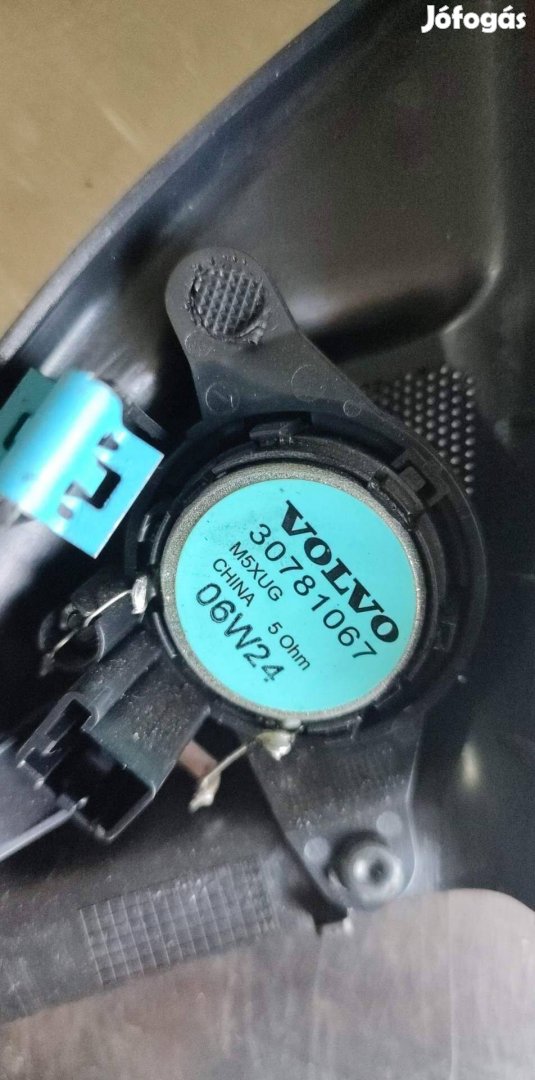 Jófogás
VOLVO
30781067
M5XUG
CHINA 5 Ohm
06W24